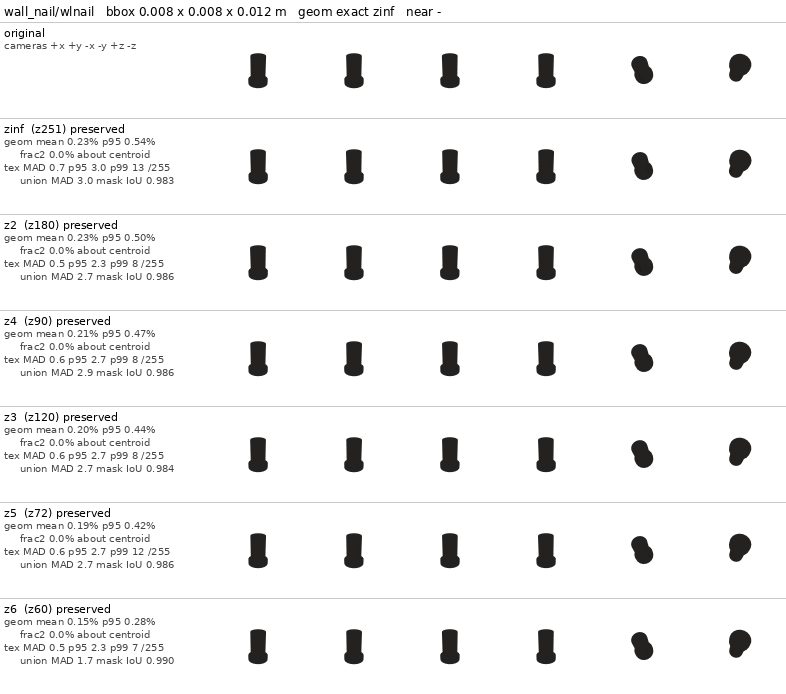 wall_nail/wlnail bbox 0.008 x 0.008 x 0.012 m geom exact zinf near -
original
cameras +x +y -x -y +z -z
zinf (z251) preserved
geom mean 0.23% p95 0.54%
frac2 0.0% about centroid
tex MAD 0.7 p95 3.0 p99 13 /255
union MAD 3.0 mask IoU 0.983
z2 (z180) preserved
geom mean 0.23% p95 0.50%
frac2 0.0% about centroid
tex MAD 0.5 p95 2.3 p99 8 /255
union MAD 2.7 mask IoU 0.986
z4 (z90) preserved
geom mean 0.21% p95 0.47%
frac2 0.0% about centroid
tex MAD 0.6 p95 2.7 p99 8 /255
union MAD 2.9 mask IoU 0.986
z3 (z120) preserved
geom mean 0.20% p95 0.44%
frac2 0.0% about centroid
tex MAD 0.6 p95 2.7 p99 8 /255
union MAD 2.7 mask IoU 0.984
z5 (z72) preserved
geom mean 0.19% p95 0.42%
frac2 0.0% about centroid
tex MAD 0.6 p95 2.7 p99 12 /255
union MAD 2.7 mask IoU 0.986
z6 (z60) preserved
geom mean 0.15% p95 0.28%
frac2 0.0% about centroid
tex MAD 0.5 p95 2.3 p99 7 /255
union MAD 1.7 mask IoU 0.990